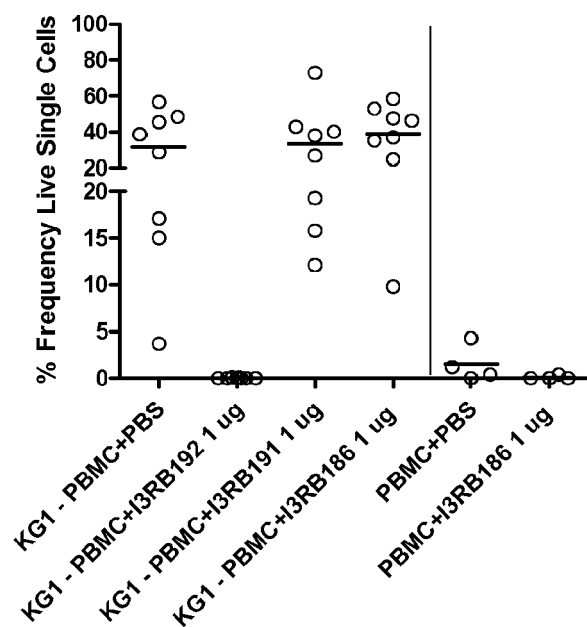 % Frequency Live Single Cells
100
80
60
40
20
20
15
10
5
0
KG1 - PBMC+PBS
KG1 - PBMC+I3RB192 1 ug
KG1 - PBMC+I3RB191 1 ug
KG1 - PBMC+I3RB186 1 ug
PBMC+PBS
PBMC+I3RB186 1 ug